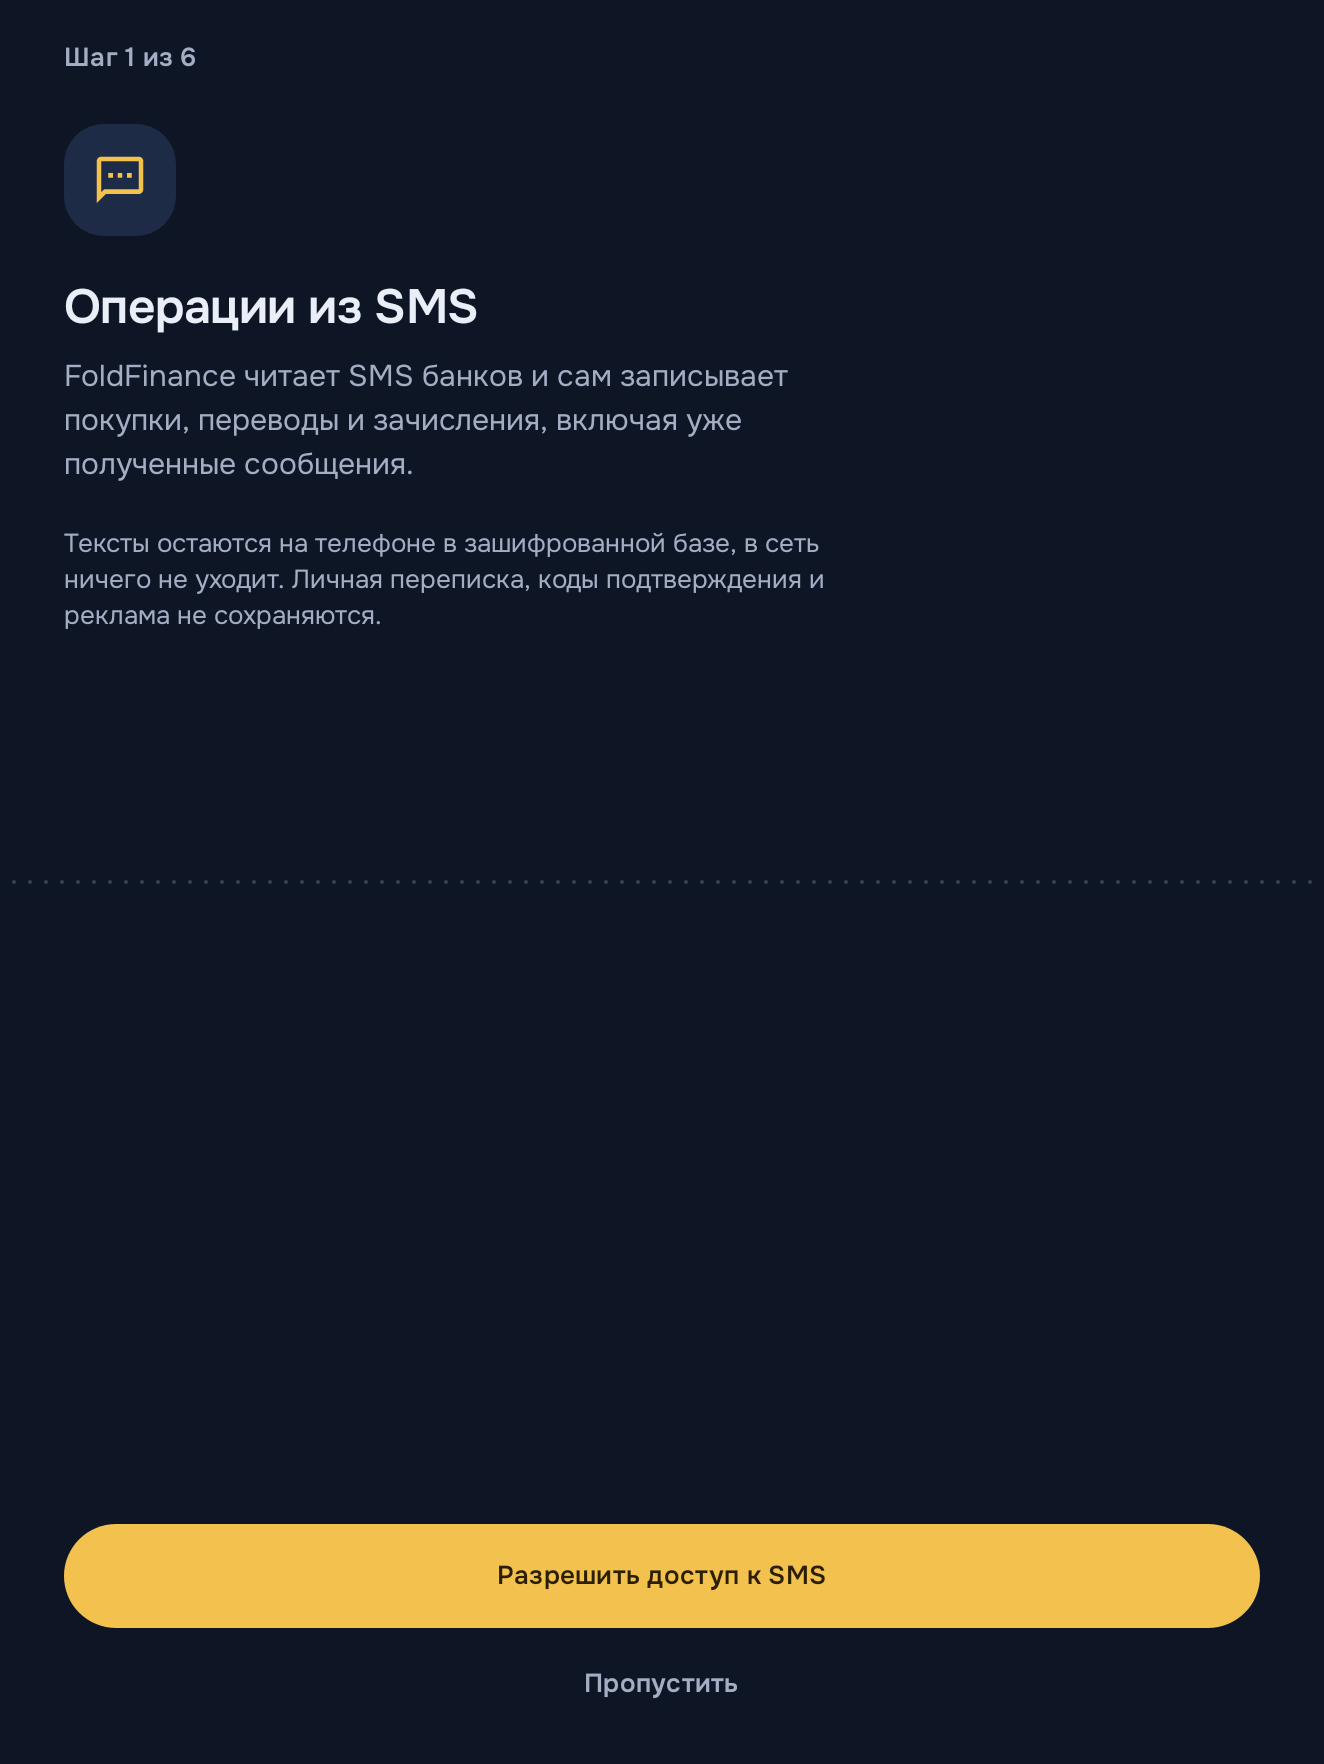 Шаг 1 из 6
Операции из SMS
FoldFinance читает SMS банков и сам записывает
покупки, переводы и зачисления, включая уже
полученные сообщения.
Тексты остаются на телефоне в зашифрованной базе, в сеть
ничего не уходит. Личная переписка, коды подтверждения и
реклама не сохраняются.
Разрешить доступ к SMS
Пропустить